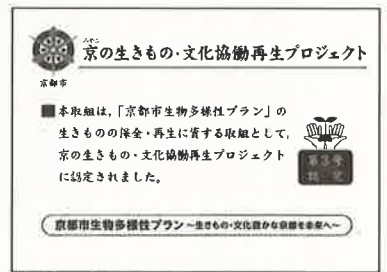 みやこ
京の生きもの・文化協働再生プロジェクト
京都市
■本取組は，「京都市生物多様性プラン」の
生きものの保全・再生に資する取組として，
京の生きもの・文化協働再生プロジェクト
に認定されました。
第３号
認定
京都市生物多様性プラン～生きもの・文化豊かな京都を未来へ～